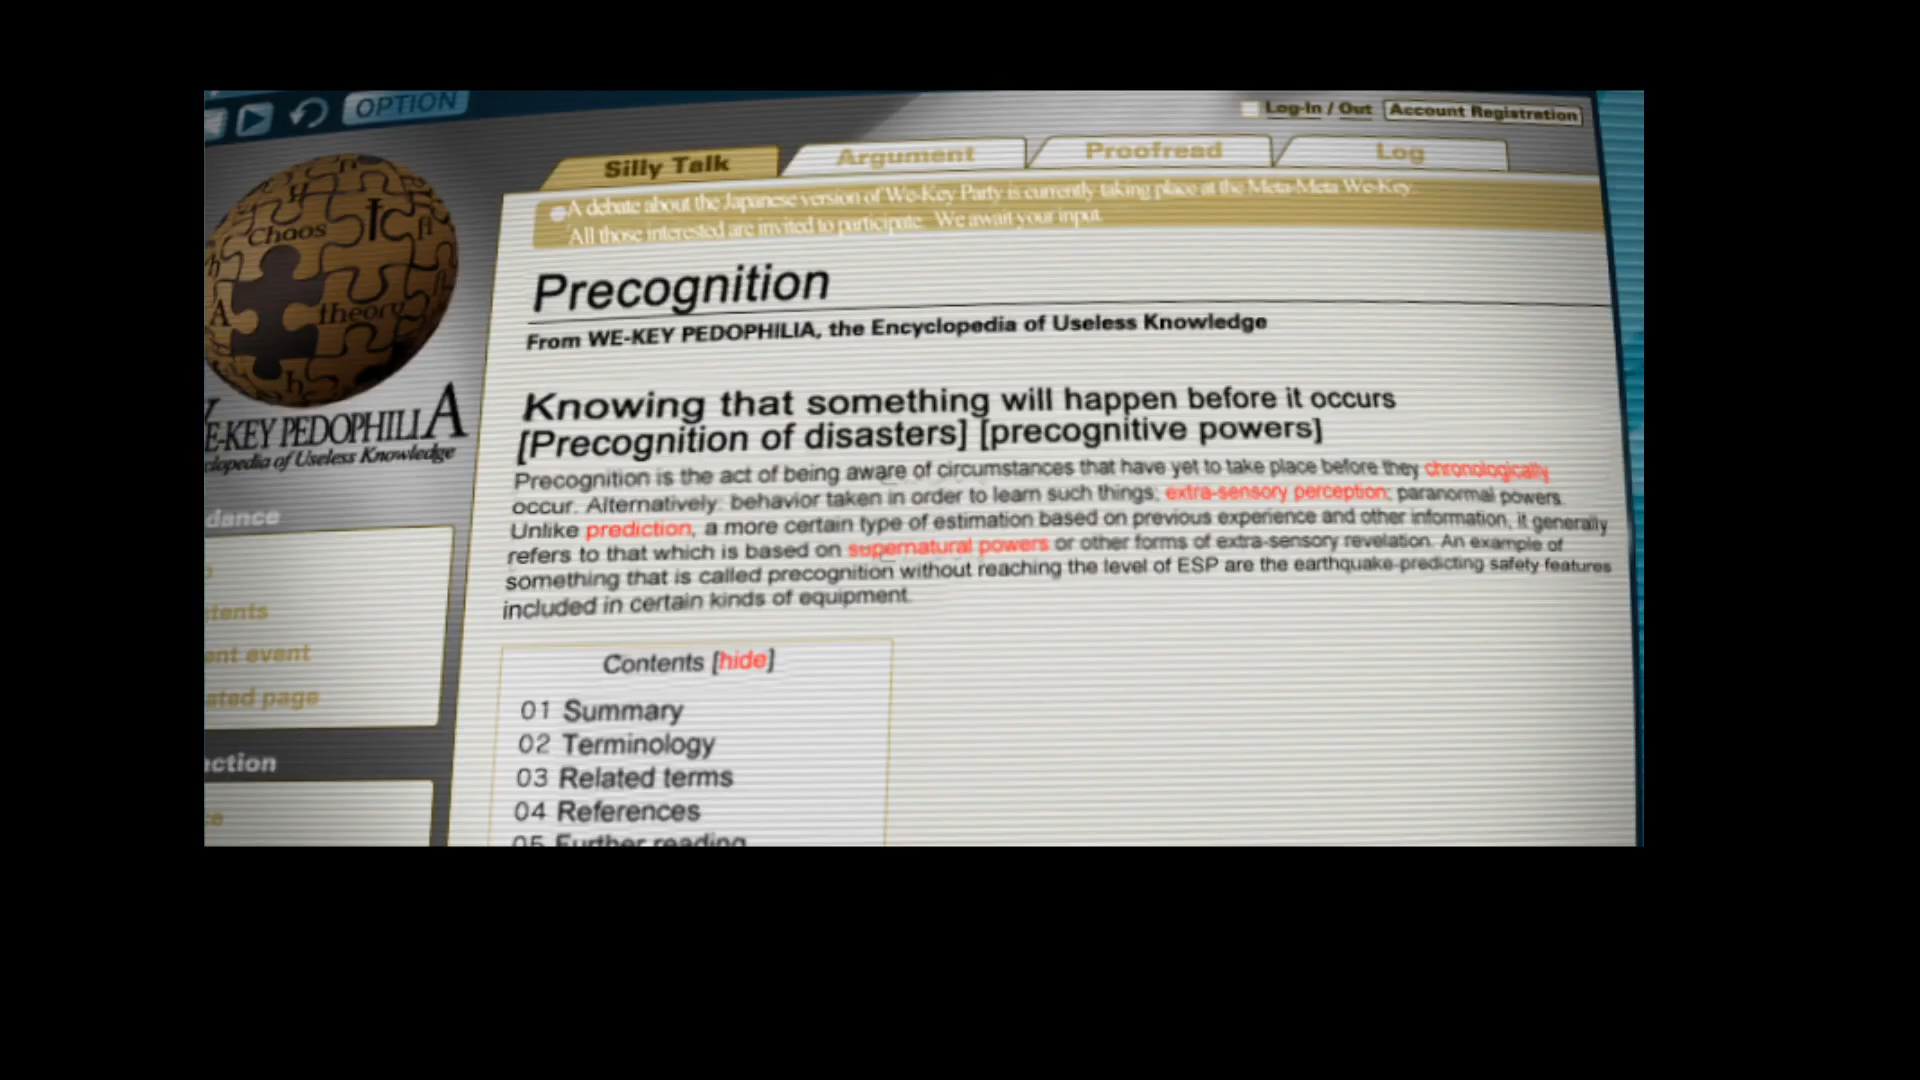 OPTION
Log-In / Out Account Registration
Silly Talk Argument Proofread Log
A debate about the Japanese version of We-Key Party is currently taking place at the Meta-Meta We-Key.
All those interested are invited to participate. We await your input.
Chaos
theory
Precognition
From WE-KEY PEDOPHILIA, the Encyclopedia of Useless Knowledge
E-KEY PEDOPHILIA
clopedia of Useless Knowledge
Knowing that something will happen before it occurs
[Precognition of disasters] [precognitive powers]
Precognition is the act of being aware of circumstances that have yet to take place before they chronologically
occur. Alternatively: behavior taken in order to learn such things; extra-sensory perception; paranormal powers.
Unlike prediction, a more certain type of estimation based on previous experience and other information, it generally
refers to that which is based on supernatural powers or other forms of extra-sensory revelation. An example of
something that is called precognition without reaching the level of ESP are the earthquake-predicting safety features
included in certain kinds of equipment.
dance
tents
ent event
ated page
ction
Contents [hide]
01 Summary
02 Terminology
03 Related terms
04 References
05 Further reading